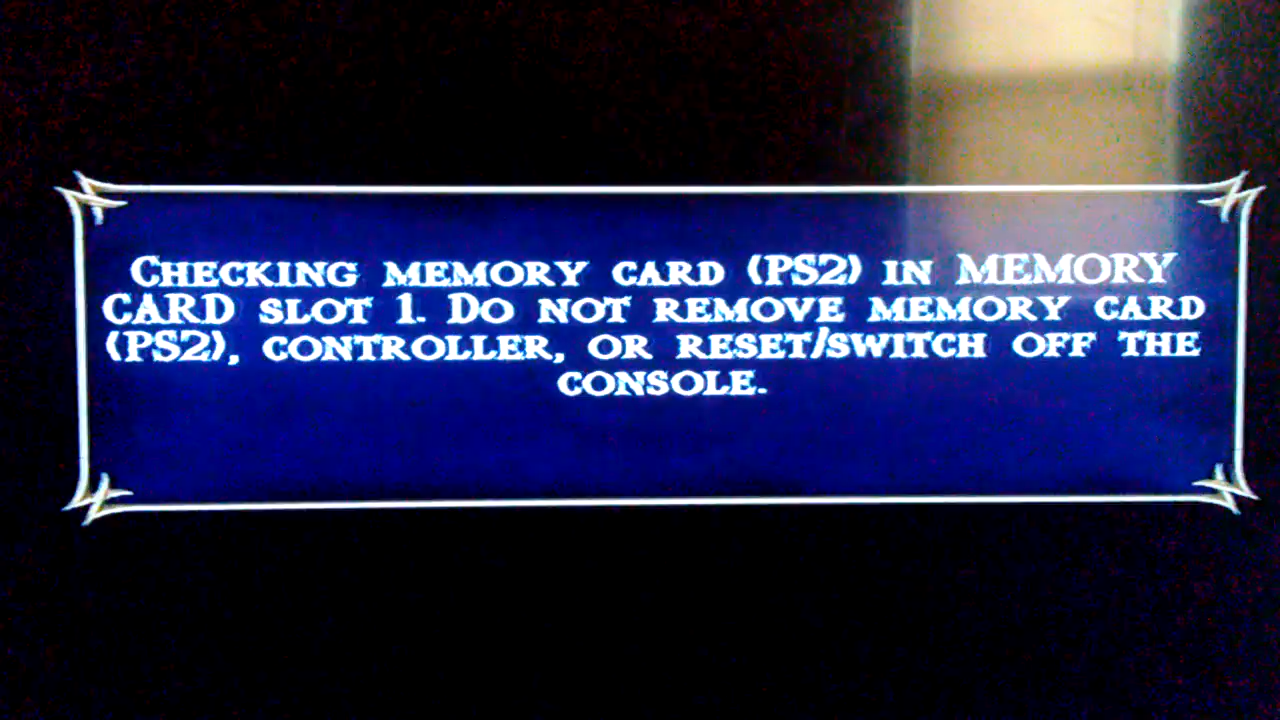 Checking memory card (PS2) in MEMORY
CARD slot 1. Do not remove memory card
(PS2), controller, or reset/switch off the
console.